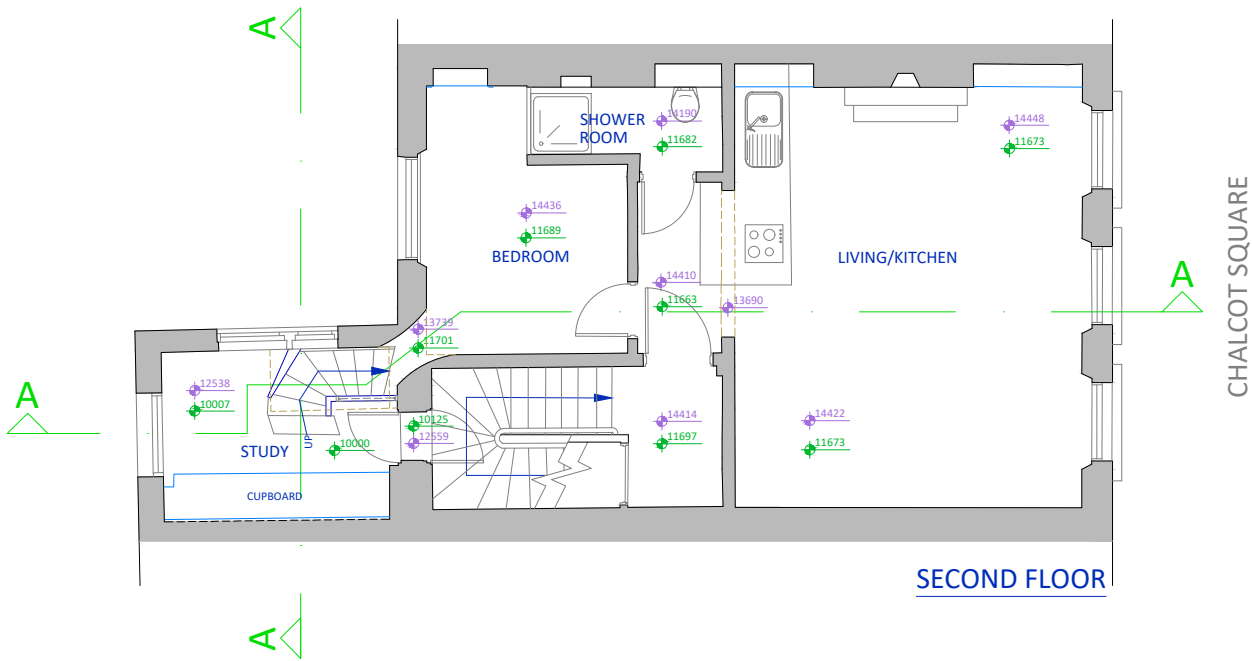 A
CHALCOT SQUARE
14190
SHOWER
ROOM
11682
14448
11673
14436
11689
BEDROOM
LIVING/KITCHEN
14410
11663
13690
A
13739
11701
12538
10007
A
UP
10125
12559
10000
STUDY
14414
11697
14422
11673
CUPBOARD
SECOND FLOOR
A